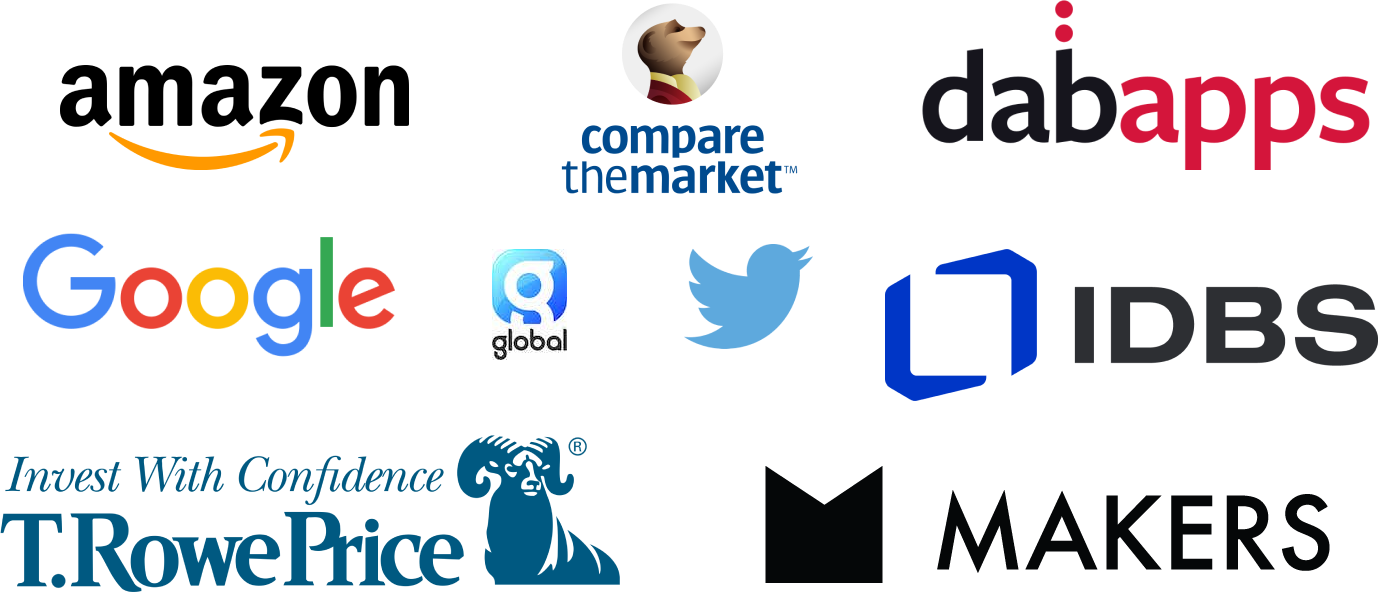 amazon
compare
themarket™
dabapps
Google
global
IDBS
Invest With Confidence
®
T.RowePrice
MAKERS